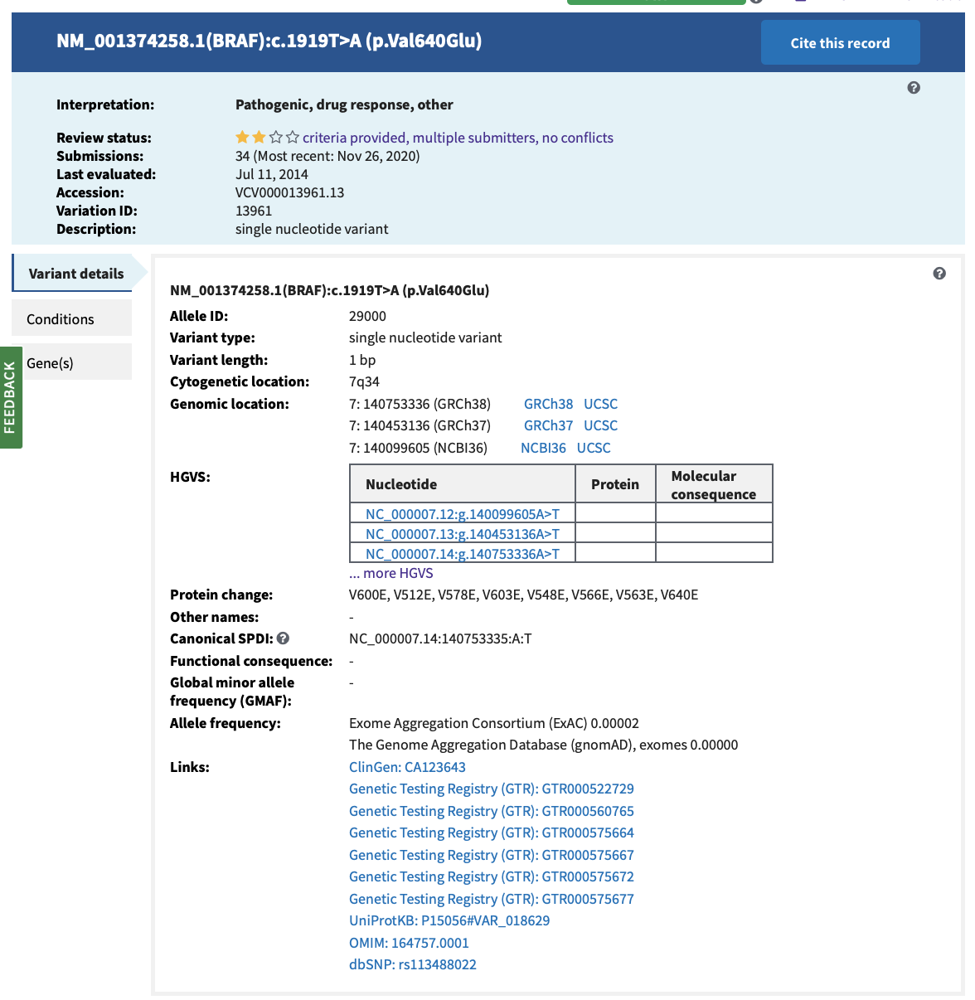 NM_001374258.1(BRAF):c.1919T>A (p.Val640Glu)
Cite this record
Interpretation: Pathogenic, drug response, other
Review status: criteria provided, multiple submitters, no conflicts
Submissions: 34 (Most recent: Nov 26, 2020)
Last evaluated: Jul 11, 2014
Accession: VCV000013961.13
Variation ID: 13961
Description: single nucleotide variant
Variant details
Conditions
Gene(s)
FEEDBACK
NM_001374258.1(BRAF):c.1919T>A (p.Val640Glu)
Allele ID: 29000
Variant type: single nucleotide variant
Variant length: 1 bp
Cytogenetic location: 7q34
Genomic location: 7: 140753336 (GRCh38) GRCh38 UCSC
7: 140453136 (GRCh37) GRCh37 UCSC
7: 140099605 (NCBI36) NCBI36 UCSC
HGVS:
Nucleotide Protein Molecular consequence
NC_000007.12:g.140099605A>T
NC_000007.13:g.140453136A>T
NC_000007.14:g.140753336A>T
... more HGVS
Protein change: V600E, V512E, V578E, V603E, V548E, V566E, V563E, V640E
Other names: -
Canonical SPDI: NC_000007.14:140753335:A:T
Functional consequence: -
Global minor allele -
frequency (GMAF):
Allele frequency: Exome Aggregation Consortium (ExAC) 0.00002
The Genome Aggregation Database (gnomAD), exomes 0.00000
Links: ClinGen: CA123643
Genetic Testing Registry (GTR): GTR000522729
Genetic Testing Registry (GTR): GTR000560765
Genetic Testing Registry (GTR): GTR000575664
Genetic Testing Registry (GTR): GTR000575667
Genetic Testing Registry (GTR): GTR000575672
Genetic Testing Registry (GTR): GTR000575677
UniProtKB: P15056#VAR_018629
OMIM: 164757.0001
dbSNP: rs113488022